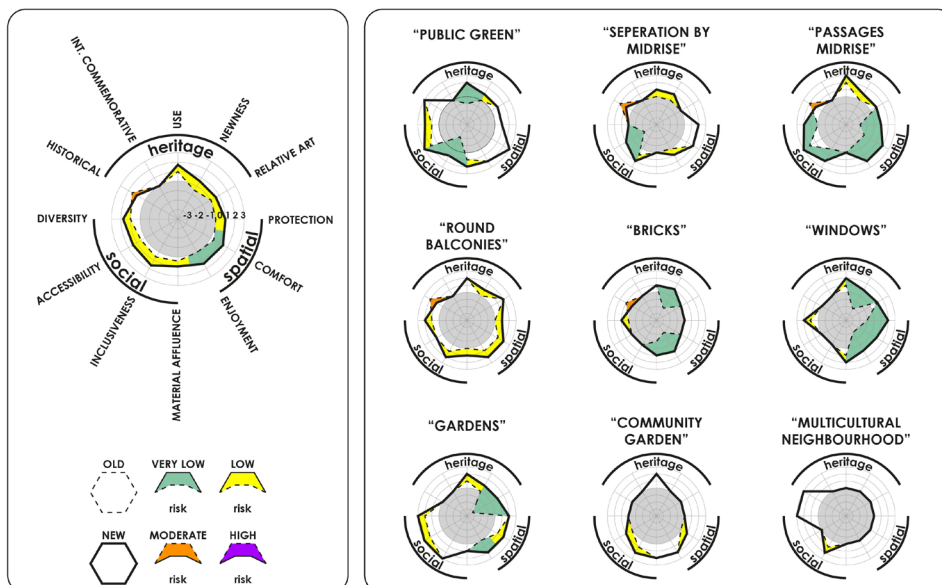 INT. COMMEMORATIVE
USE
NEWNESS
HISTORICAL
heritage
RELATIVE ART
DIVERSITY
-3 -2 -1 0 1 2 3
PROTECTION
social
spatial
ACCESSIBILITY
COMFORT
INCLUSIVENESS
MATERIAL AFFLUENCE
ENJOYMENT
OLD
VERY LOW
LOW
risk
risk
NEW
MODERATE
HIGH
risk
risk
“PUBLIC GREEN”
heritage
social
spatial
“SEPERATION BY
MIDRISE”
heritage
social
spatial
“PASSAGES
MIDRISE”
heritage
social
spatial
“ROUND
BALCONIES”
heritage
social
spatial
“BRICKS”
heritage
social
spatial
“WINDOWS”
heritage
social
spatial
“GARDENS”
heritage
social
spatial
“COMMUNITY
GARDEN”
heritage
social
spatial
“MULTICULTURAL
NEIGHBOURHOOD”
heritage
social
spatial